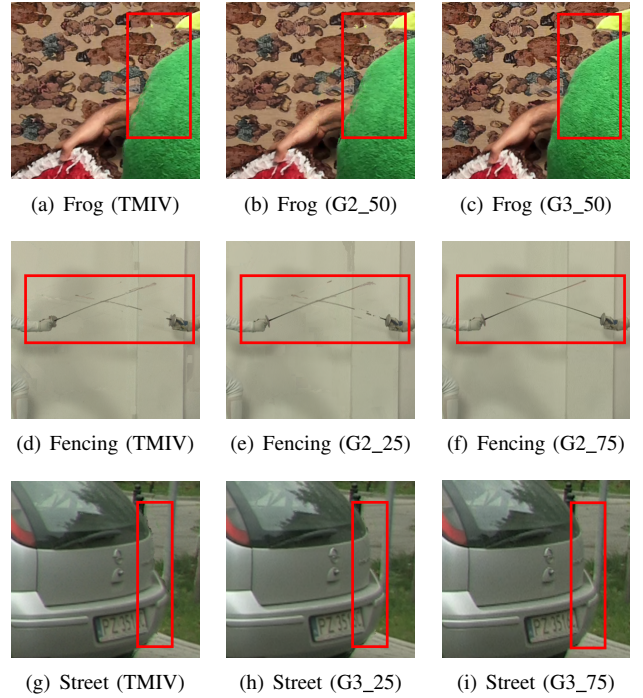 (a) Frog (TMIV)
(b) Frog (G2_50)
(c) Frog (G3_50)
(d) Fencing (TMIV)
(e) Fencing (G2_25)
(f) Fencing (G2_75)
(g) Street (TMIV)
(h) Street (G3_25)
(i) Street (G3_75)